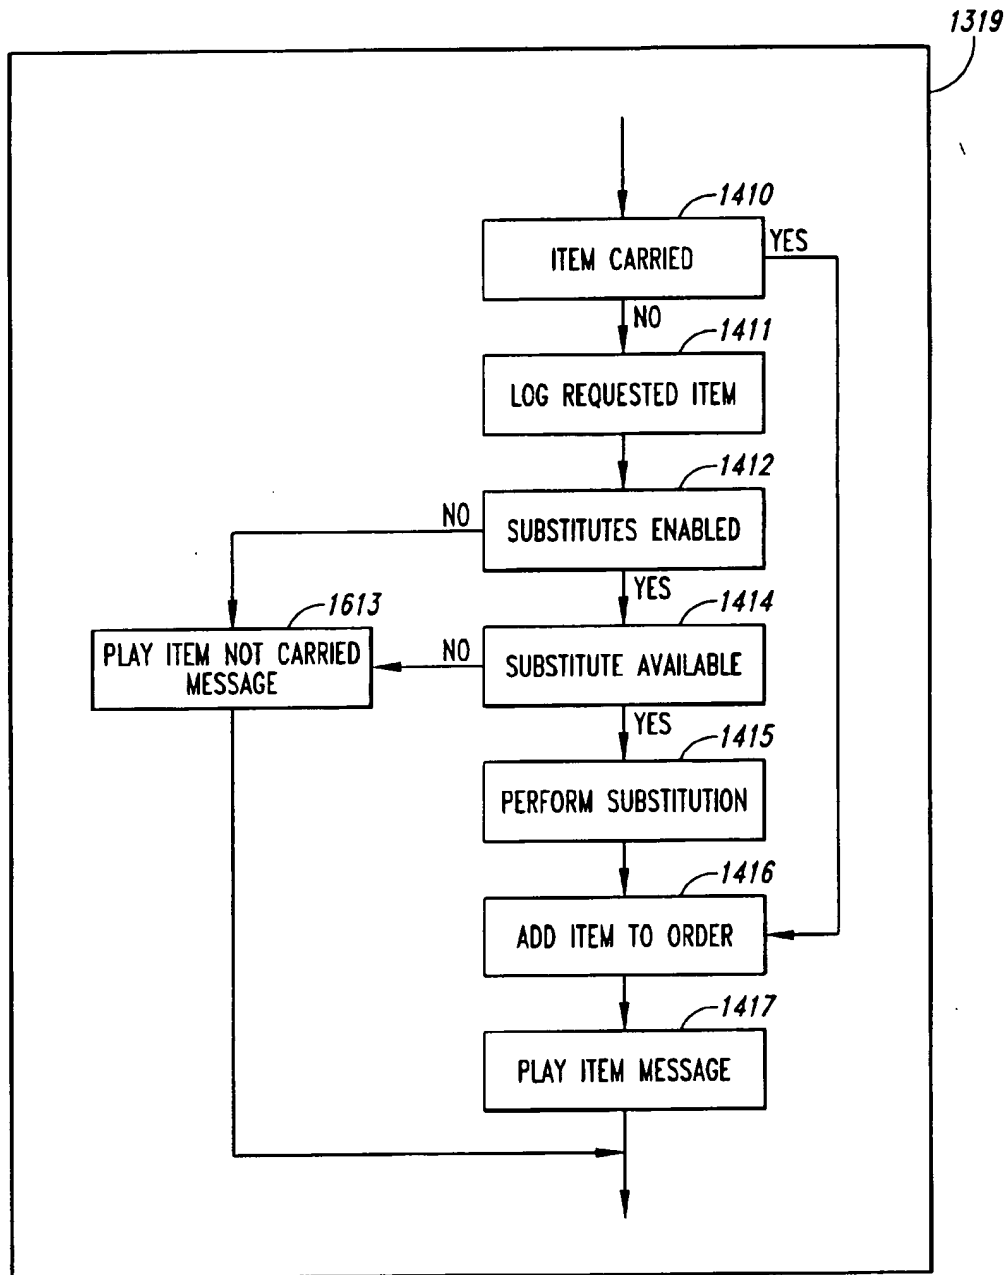 1319
1410
ITEM CARRIED
YES
NO
1411
LOG REQUESTED ITEM
1412
NO
SUBSTITUTES ENABLED
YES
1613
1414
PLAY ITEM NOT CARRIED
MESSAGE
NO
SUBSTITUTE AVAILABLE
YES
1415
PERFORM SUBSTITUTION
1416
ADD ITEM TO ORDER
1417
PLAY ITEM MESSAGE